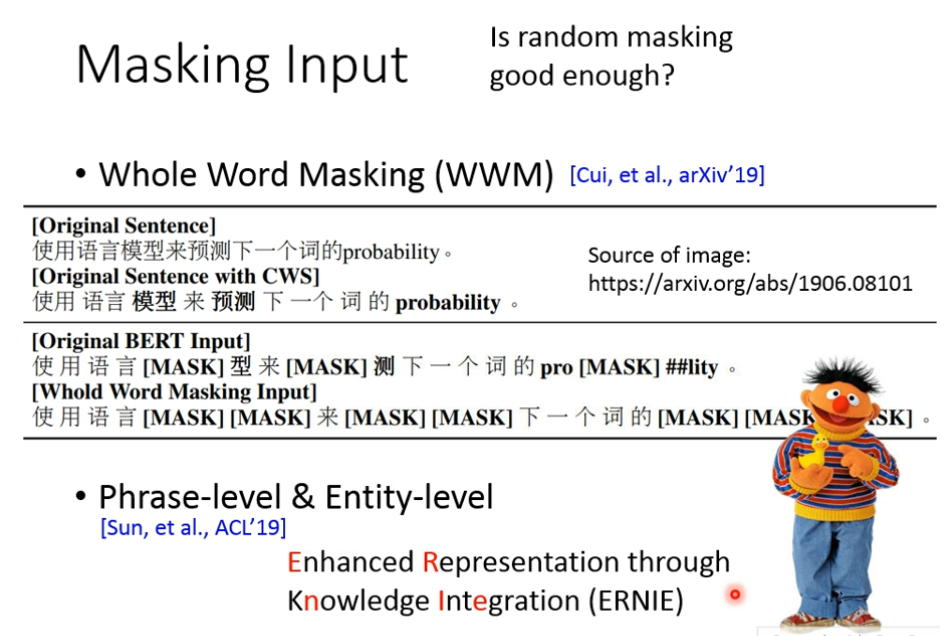 Masking Input
Is random masking
good enough?
• Whole Word Masking (WWM) [Cui, et al., arXiv'19]
[Original Sentence]
使用语言模型来预测下一个词的probability。
[Original Sentence with CWS]
使用 语言 模型 来 预测 下 一个 词 的 probability 。
Source of image:
https://arxiv.org/abs/1906.08101
[Original BERT Input]
使 用 语 言 [MASK] 型 来 [MASK] 测 下 一 个 词 的 pro [MASK] ##lity 。
[Whold Word Masking Input]
使 用 语 言 [MASK] [MASK] 来 [MASK] [MASK] 下 一 个 词 的 [MASK] [MASK SK] 。
• Phrase-level & Entity-level
[Sun, et al., ACL'19]
Enhanced Representation through
Knowledge Integration (ERNIE)